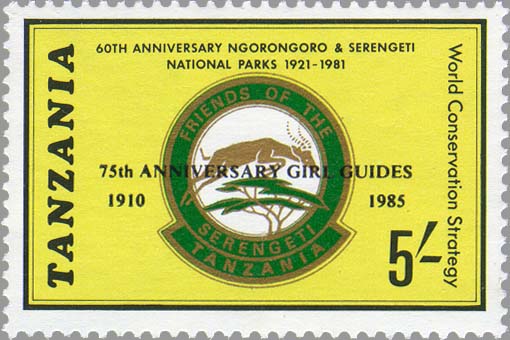 60TH ANNIVERSARY NGORONGORO & SERENGETI
NATIONAL PARKS 1921-1981
TANZANIA
World Conservation Strategy
FRIENDS OF THE
75th ANNIVERSARY GIRL GUIDES
1910 1985
SERENGETI
TANZANIA
5/-